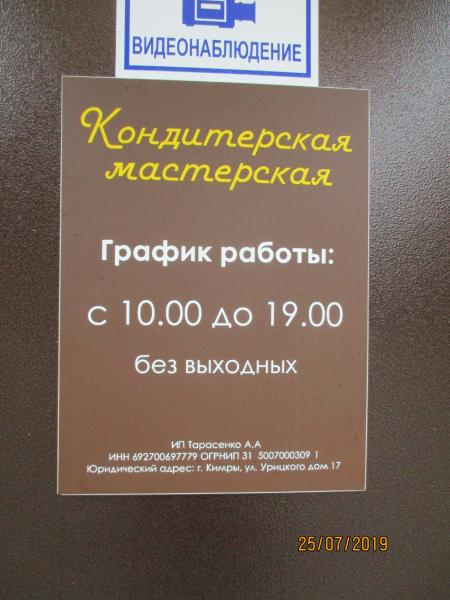 ВИДЕОНАБЛЮДЕНИЕ
Кондитерская
мастерская
График работы:
с 10.00 до 19.00
без выходных
ИП Тарасенко А.А
ИНН 692700697779 ОГРНИП 31 5007000309 1
Юридический адрес: г. Кимры, ул. Урицкого дом 17
25/07/2019